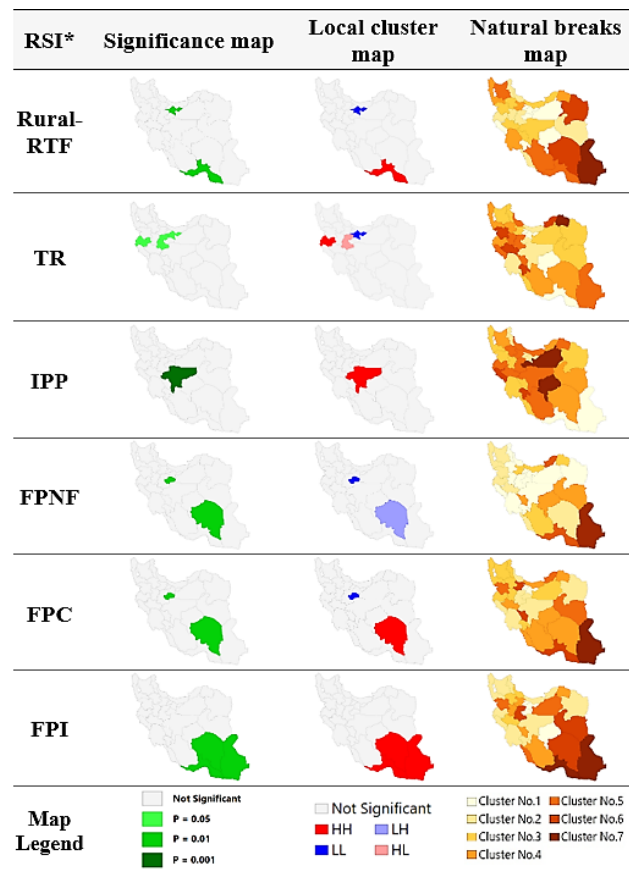 RSI*
Significance map
Local cluster
map
Natural breaks
map
Rural-
RTF
TR
IPP
FPNF
FPC
FPI
Map
Legend
Not Significant
P = 0.05
P = 0.01
P = 0.001
Not Significant
HH LH
LL HL
Cluster No.1 Cluster No.5
Cluster No.2 Cluster No.6
Cluster No.3 Cluster No.7
Cluster No.4